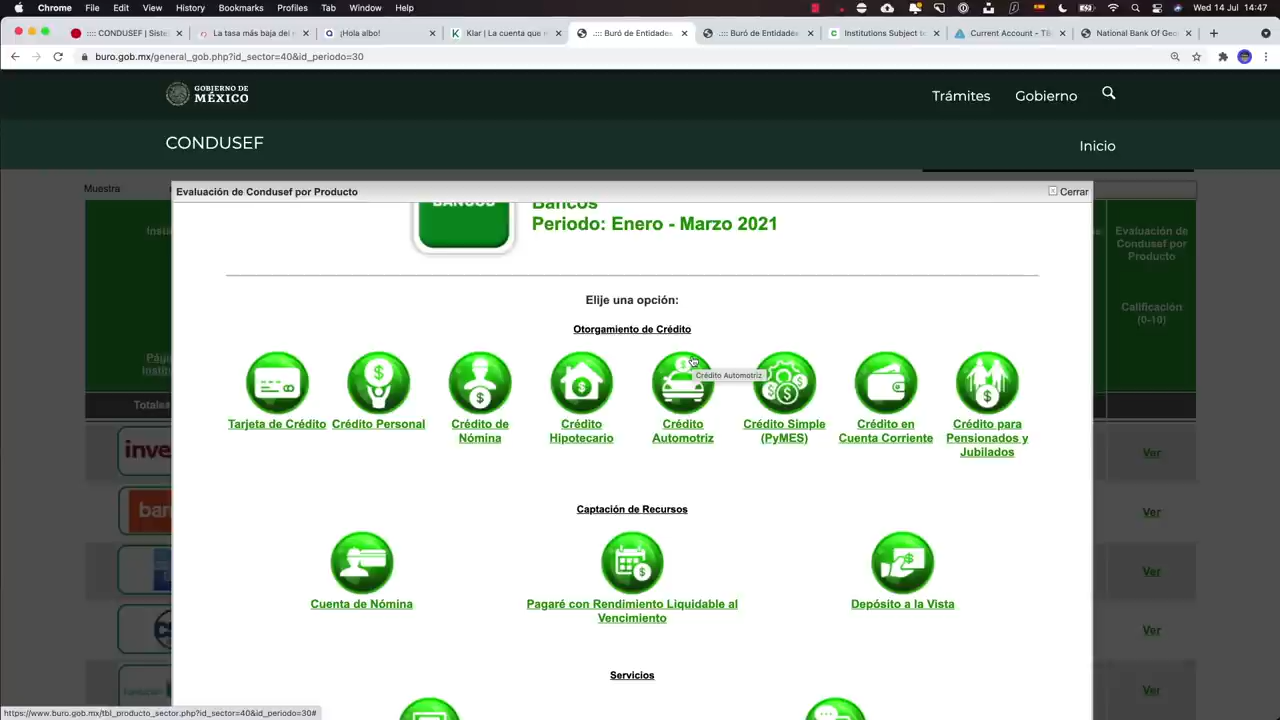 Chrome File Edit View History Bookmarks Profiles Tab Window Help
Wed 14 Jul 14:47
.:::: CONDUSEF | Siste
La tasa más baja del
¡Hola albo!
Klar | La cuenta que
.::: Buró de Entidades
.::: Buró de Entidades
Institutions Subject to
Current Account - TB
National Bank Of Geo
buro.gob.mx/general_gob.php?id_sector=40&id_periodo=30
GOBIERNO DE
MÉXICO
Trámites Gobierno
CONDUSEF
Inicio
Muestra
Evaluación de Condusef por Producto
Cerrar
BANCOS
Bancos
Periodo: Enero - Marzo 2021
Evaluación de
Condusef por
Producto
Calificación
(0-10)
Elije una opción:
Otorgamiento de Crédito
Crédito Automotriz
Tarjeta de Crédito
Crédito Personal
Crédito de
Nómina
Crédito
Hipotecario
Crédito
Automotriz
Crédito Simple
(PyMES)
Crédito en
Cuenta Corriente
Crédito para
Pensionados y
Jubilados
Ver
Captación de Recursos
Ver
Ver
Cuenta de Nómina
Pagaré con Rendimiento Liquidable al
Vencimiento
Depósito a la Vista
Ver
Servicios
Ver
https://www.buro.gob.mx/tbl_producto_sector.php?id_sector=40&id_periodo=30#